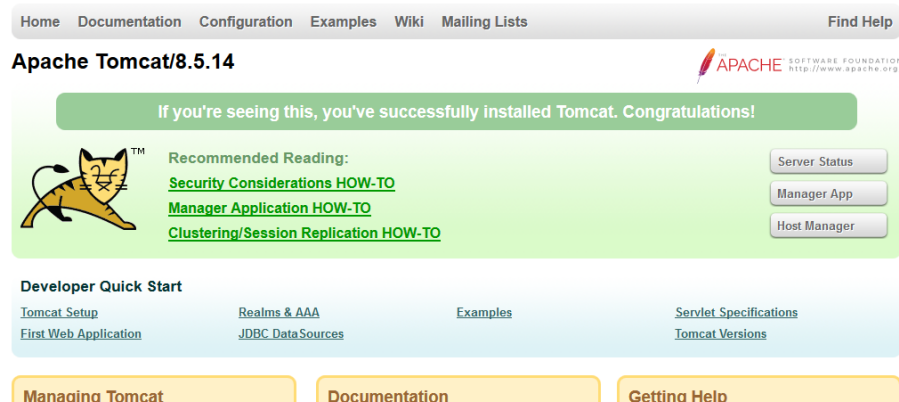 Home Documentation Configuration Examples Wiki Mailing Lists Find Help
Apache Tomcat/8.5.14
THE
APACHE SOFTWARE FOUNDATION
http://www.apache.org
If you're seeing this, you've successfully installed Tomcat. Congratulations!
TM
Recommended Reading:
Security Considerations HOW-TO
Manager Application HOW-TO
Clustering/Session Replication HOW-TO
Server Status
Manager App
Host Manager
Developer Quick Start
Tomcat Setup
First Web Application
Realms & AAA
JDBC DataSources
Examples
Servlet Specifications
Tomcat Versions
Managing Tomcat
Documentation
Getting Help